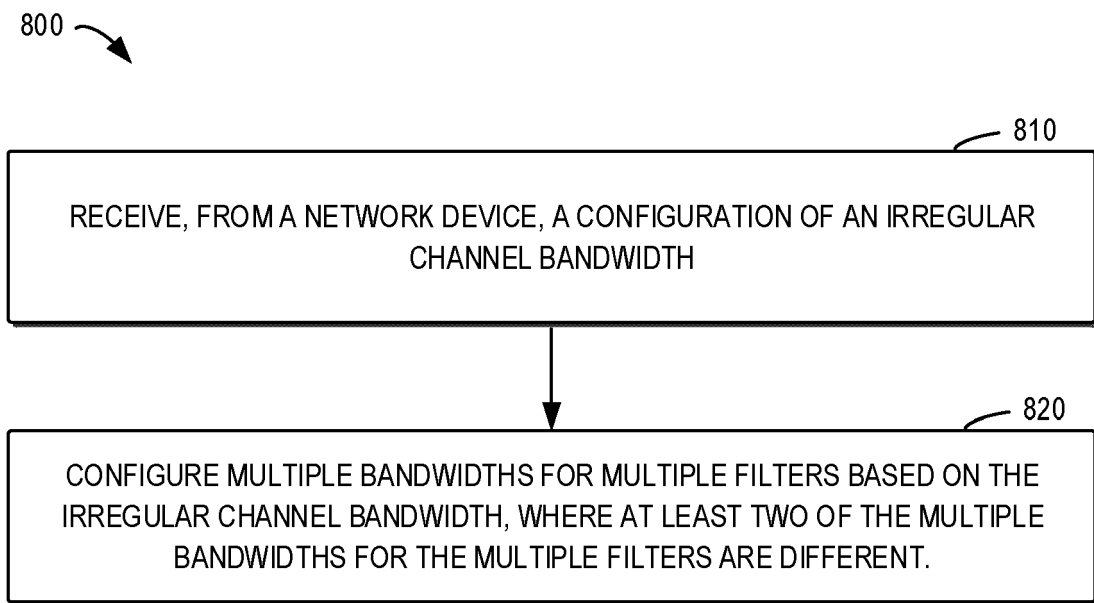 800
810
RECEIVE, FROM A NETWORK DEVICE, A CONFIGURATION OF AN IRREGULAR
CHANNEL BANDWIDTH
820
CONFIGURE MULTIPLE BANDWIDTHS FOR MULTIPLE FILTERS BASED ON THE
IRREGULAR CHANNEL BANDWIDTH, WHERE AT LEAST TWO OF THE MULTIPLE
BANDWIDTHS FOR THE MULTIPLE FILTERS ARE DIFFERENT.